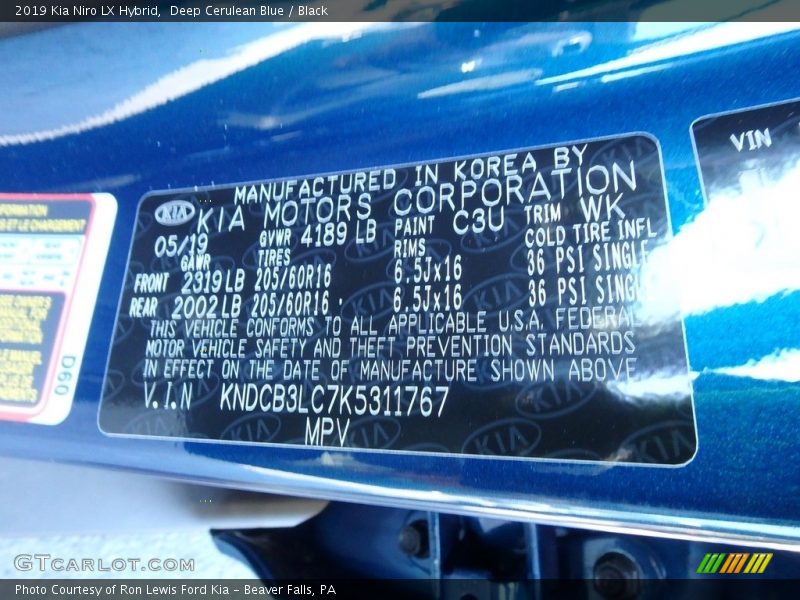 2019 Kia Niro LX Hybrid, Deep Cerulean Blue / Black
VIN
MANUFACTURED IN KOREA BY
KIA KIA MOTORS CORPORATION
05/19 GVWR 4189 LB PAINT C3U TRIM WK
GAWR TIRES RIMS COLD TIRE INFL
FRONT 2319 LB 205/60R16 6.5Jx16 36 PSI SINGLE
REAR 2002 LB 205/60R16 6.5Jx16 36 PSI SINGLE
THIS VEHICLE CONFORMS TO ALL APPLICABLE U.S.A. FEDERAL
MOTOR VEHICLE SAFETY AND THEFT PREVENTION STANDARDS
IN EFFECT ON THE DATE OF MANUFACTURE SHOWN ABOVE
V.I.N KNDCB3LC7K5311767
MPV
D60
GTCARLOT.COM
Photo Courtesy of Ron Lewis Ford Kia - Beaver Falls, PA